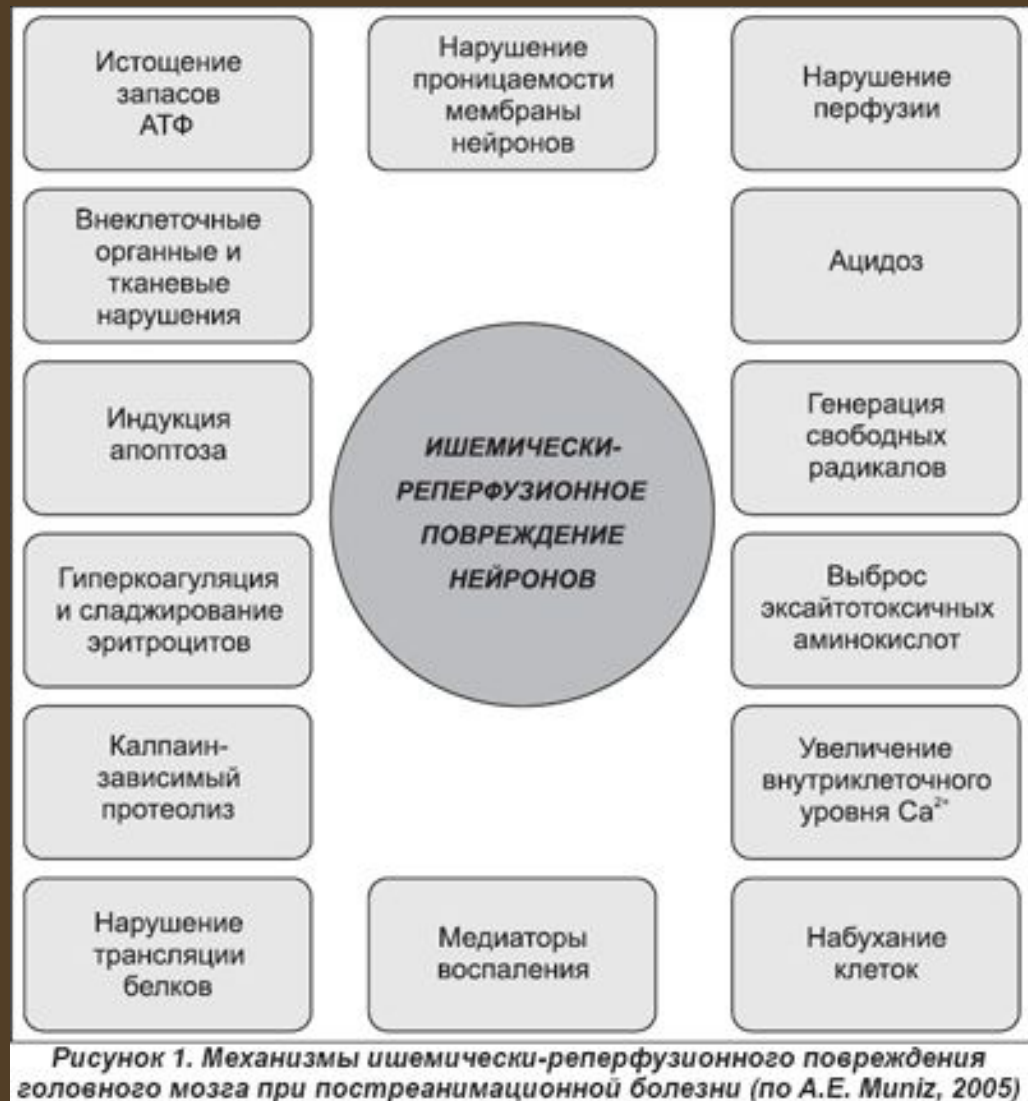 Истощение
запасов
АТФ
Нарушение
проницаемости
мембраны
нейронов
Нарушение
перфузии
Внеклеточные
органные и
тканевые
нарушения
Ацидоз
Индукция
апоптоза
ИШЕМИЧЕСКИ-
РЕПЕРФУЗИОННОЕ
ПОВРЕЖДЕНИЕ
НЕЙРОНОВ
Генерация
свободных
радикалов
Гиперкоагуляция
и сладжирование
эритроцитов
Выброс
эксайтотоксичных
аминокислот
Калпаин-
зависимый
протеолиз
Увеличение
внутриклеточного
уровня Ca²⁺
Нарушение
трансляции
белков
Медиаторы
воспаления
Набухание
клеток
Рисунок 1. Механизмы ишемически-реперфузионного повреждения
головного мозга при постреанимационной болезни (по A.E. Muniz, 2005)